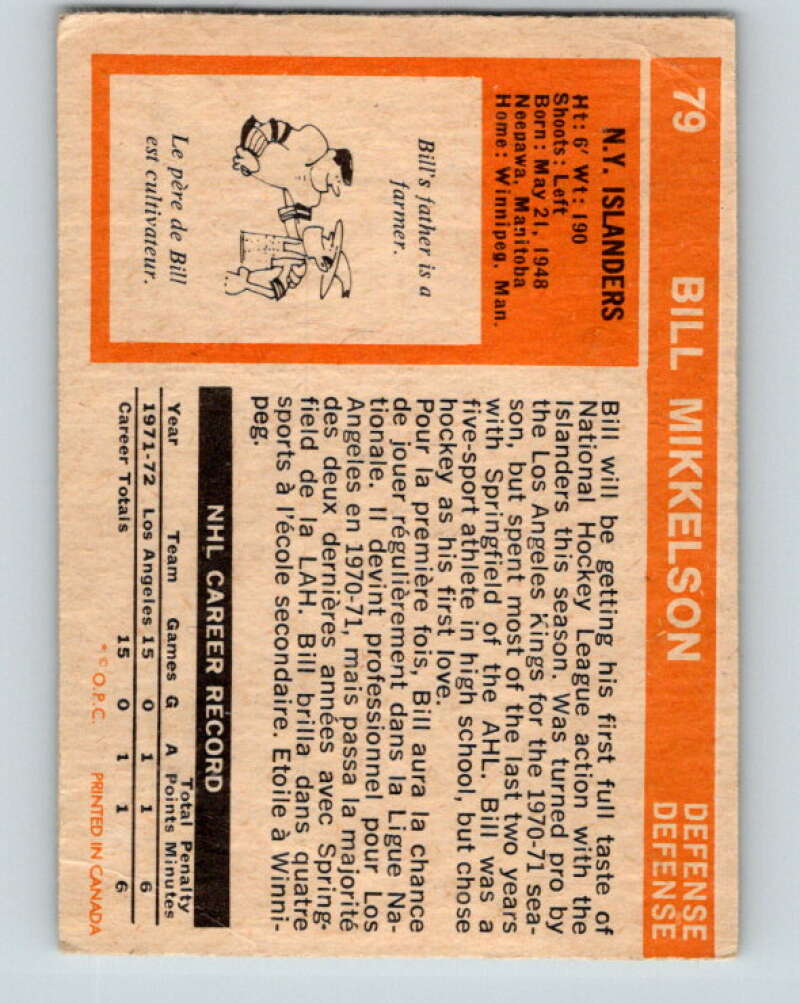 79 BILL MIKKELSON DEFENSE
DEFENSE
N.Y. ISLANDERS
Ht: 6' Wt: 190
Shoots: Left
Born: May 21, 1948
Neepawa, Manitoba
Home: Winnipeg, Man.
Bill's father is a
farmer.
Le père de Bill
est cultivateur.
Bill will be getting his first full taste of
National Hockey League action with the
Islanders this season. Was turned pro by
the Los Angeles Kings for the 1970-71 sea-
son, but spent most of the last two years
with Springfield of the AHL. Bill was a
five-sport athlete in high school, but chose
hockey as his first love.
Pour la première fois, Bill aura la chance
de jouer régulièrement dans la Ligue Na-
tionale. Il devint professionnel pour Los
Angeles en 1970-71, mais passa la majorité
des deux dernières années avec Spring-
field de la LAH. Bill brilla dans quatre
sports à l'école secondaire. Etoile à Winni-
peg.
NHL CAREER RECORD
Total Penalty
Year Team Games G A Points Minutes
1971-72 Los Angeles 15 0 1 1 6
Career Totals 15 0 1 1 6
*© O.P.C. PRINTED IN CANADA